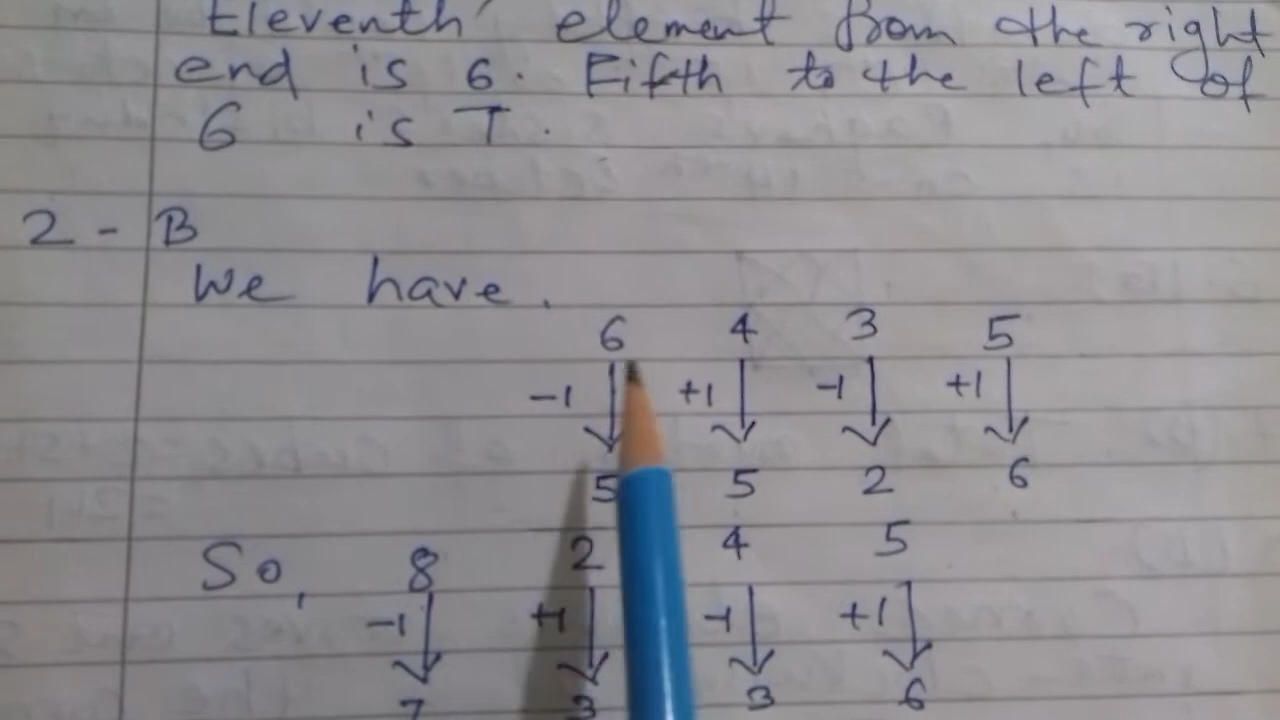 Eleventh element from the right
end is 6. Fifth to the left of
6 is T.
2 - B
We have.
6 4 3 5
-1 +1 -1 +1
5 5 2 6
So, 8 2 4 5
-1 +1 -1 +1
7 3 3 6